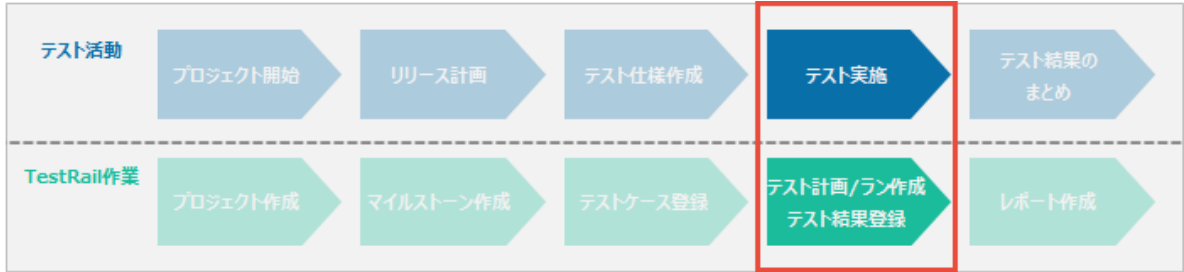 テスト活動
プロジェクト開始
リリース計画
テスト仕様作成
テスト実施
テスト結果の
まとめ
TestRail作業
プロジェクト作成
マイルストーン作成
テストケース登録
テスト計画/ラン作成
テスト結果登録
レポート作成